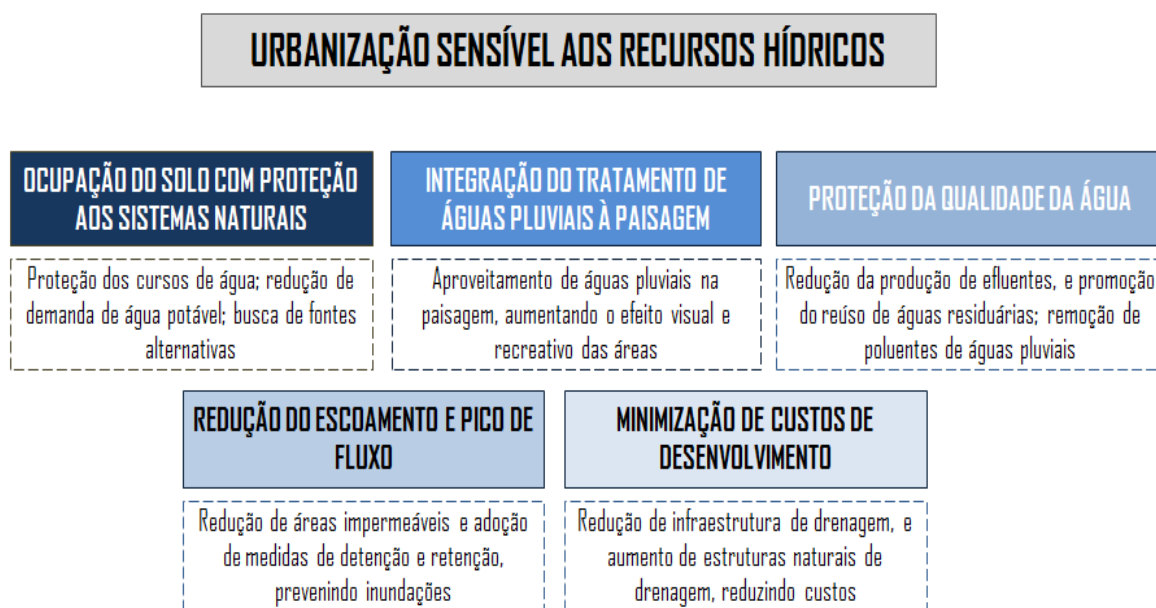 URBANIZAÇÃO SENSÍVEL AOS RECURSOS HÍDRICOS
OCUPAÇÃO DO SOLO COM PROTEÇÃO
AOS SISTEMAS NATURAIS
Proteção dos cursos de água; redução de
demanda de água potável; busca de fontes
alternativas
INTEGRAÇÃO DO TRATAMENTO DE
ÁGUAS PLUVIAIS À PAISAGEM
Aproveitamento de águas pluviais na
paisagem, aumentando o efeito visual e
recreativo das áreas
PROTEÇÃO DA QUALIDADE DA ÁGUA
Redução da produção de efluentes, e promoção
do reúso de águas residuárias; remoção de
poluentes de águas pluviais
REDUÇÃO DO ESCOAMENTO E PICO DE
FLUXO
Redução de áreas impermeáveis e adoção
de medidas de detenção e retenção,
prevenindo inundações
MINIMIZAÇÃO DE CUSTOS DE
DESENVOLVIMENTO
Redução de infraestrutura de drenagem, e
aumento de estruturas naturais de
drenagem, reduzindo custos